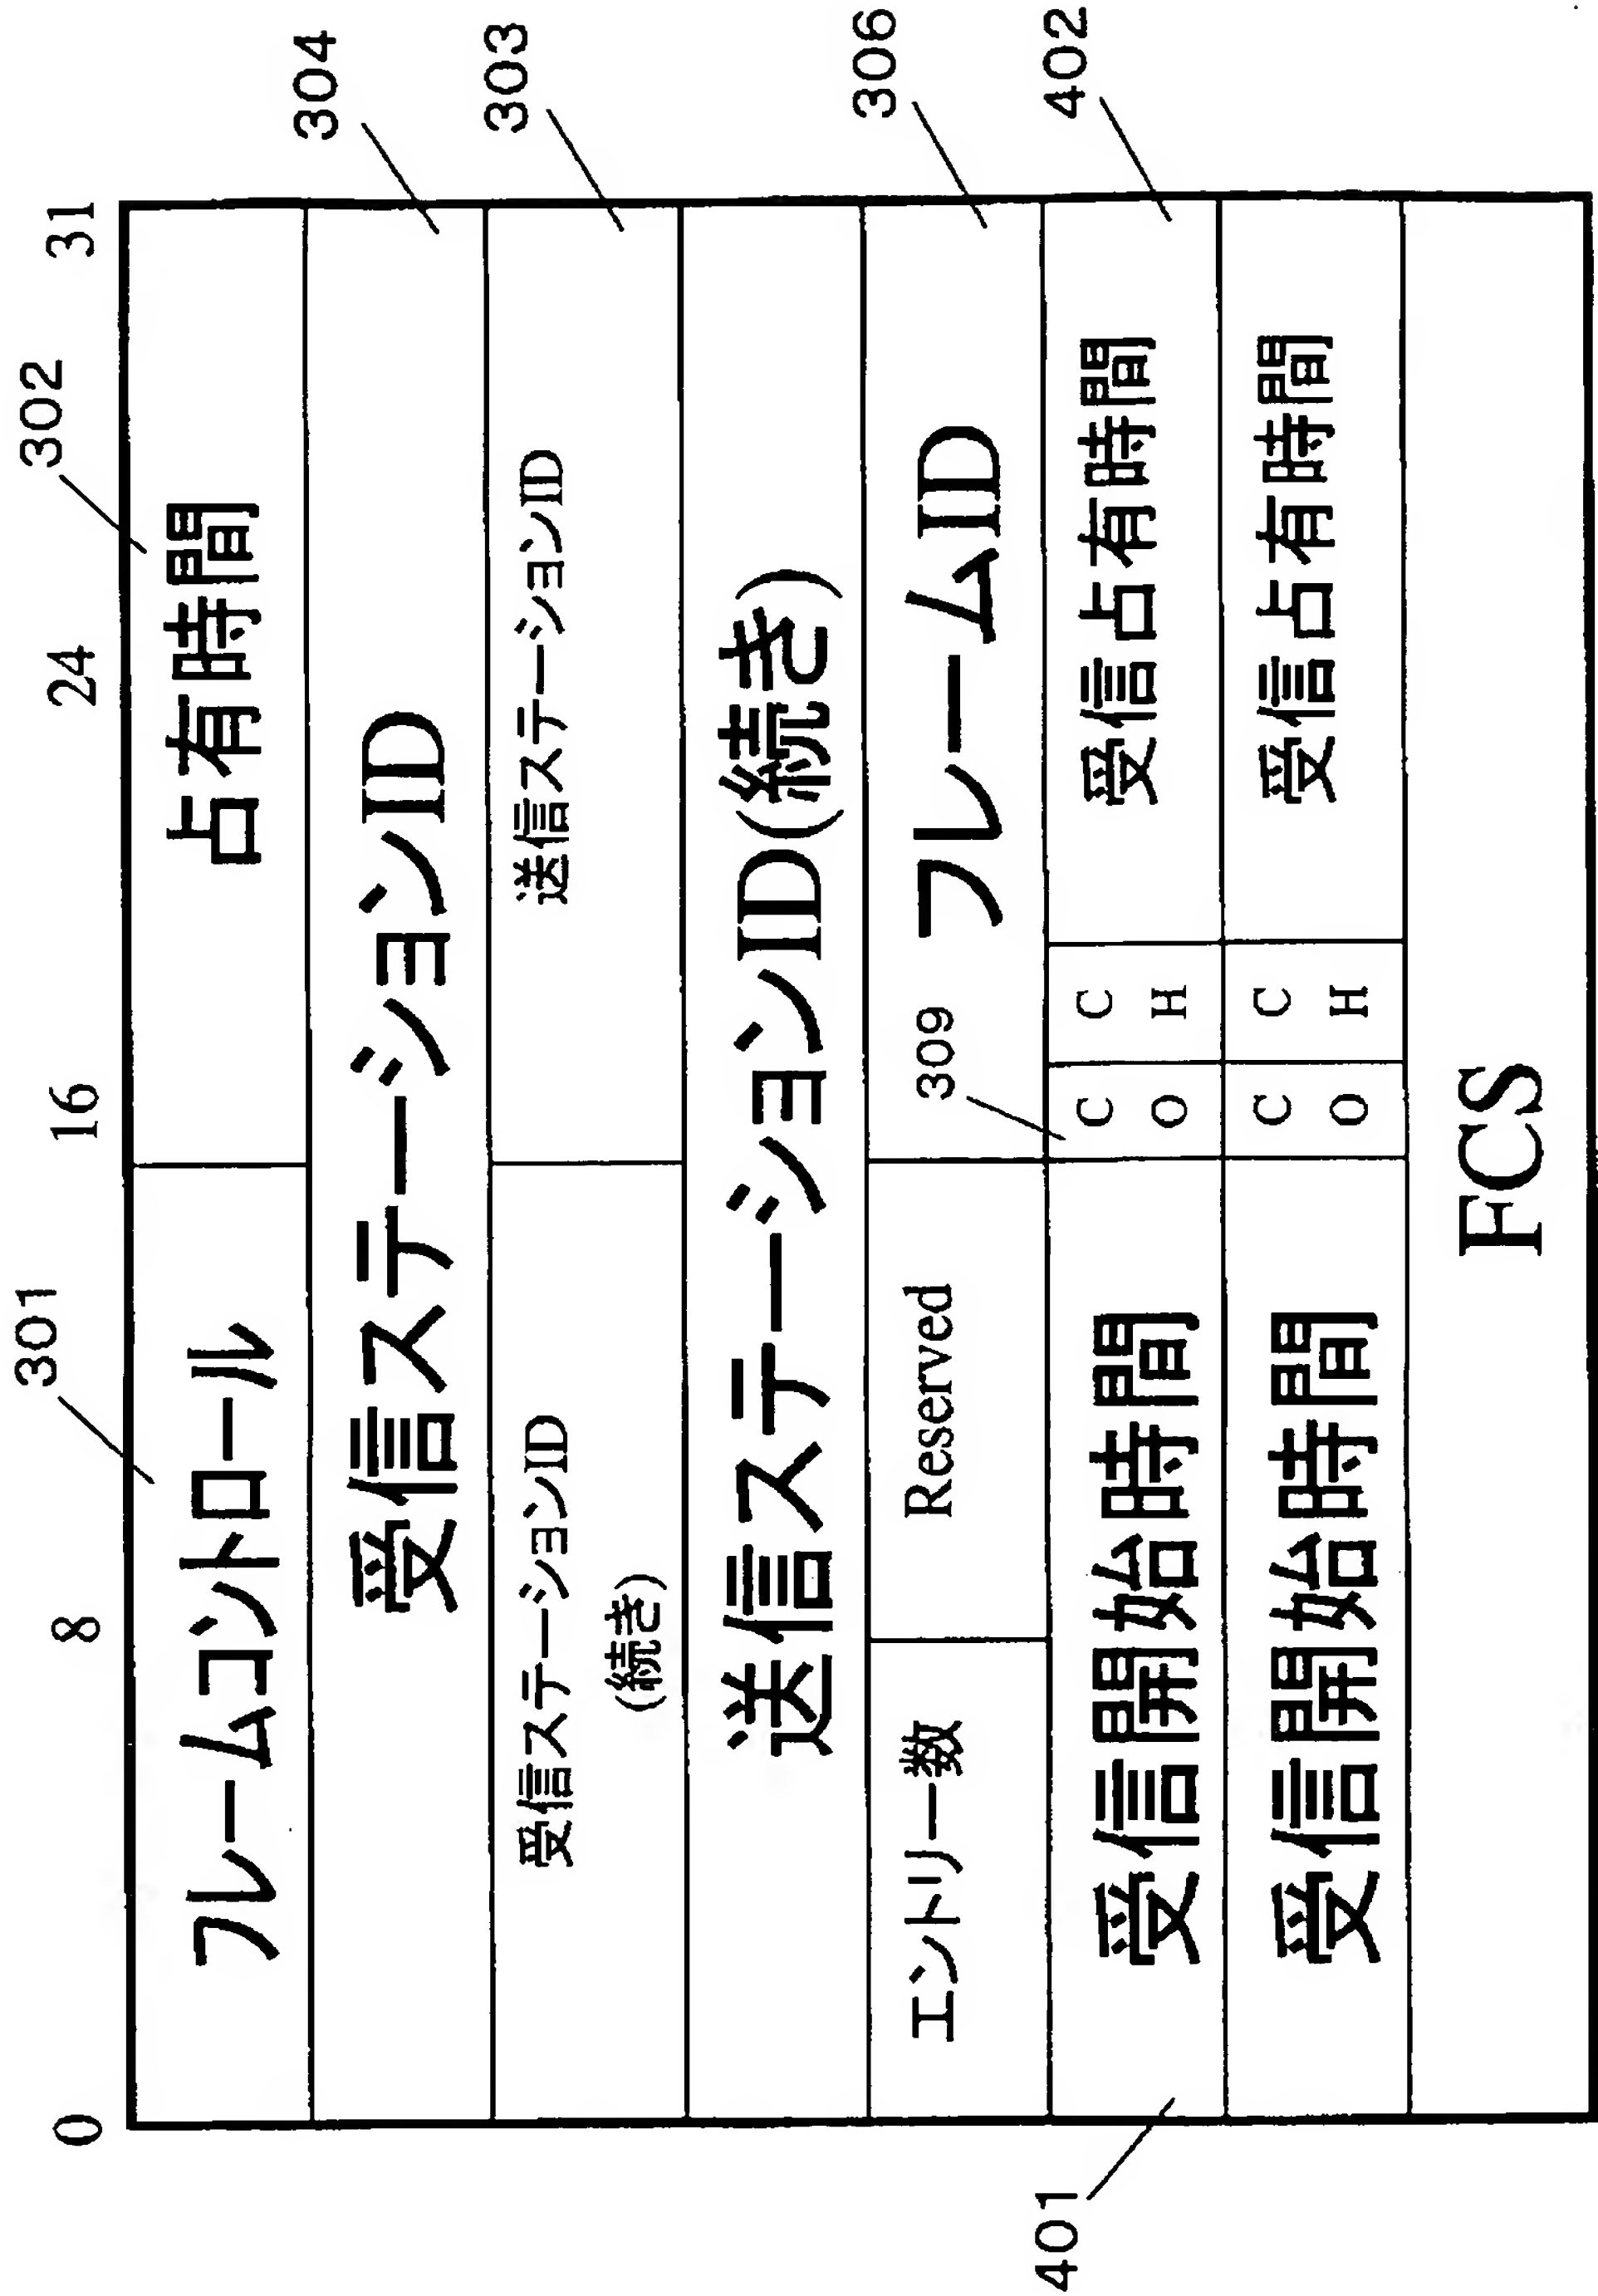 301
302
0
8
16
24
31
フレームコントロール
占有時間
受信ステーションID
304
受信ステーションID
(続き)
送信ステーションID
303
送信ステーションID(続き)
エントリー数
Reserved
309
フレームID
306
401
受信開始時間
C
O
C
H
受信占有時間
402
受信開始時間
C
O
C
H
受信占有時間
FCS